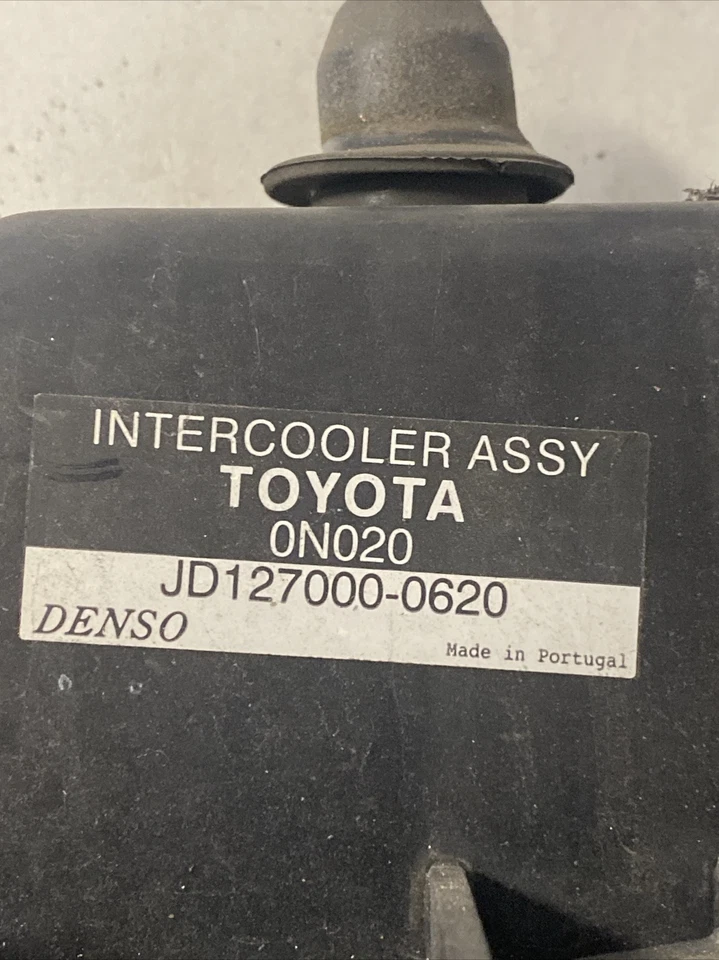 INTERCOOLER ASSY
TOYOTA
0N020
JD127000-0620
DENSO
Made in Portugal